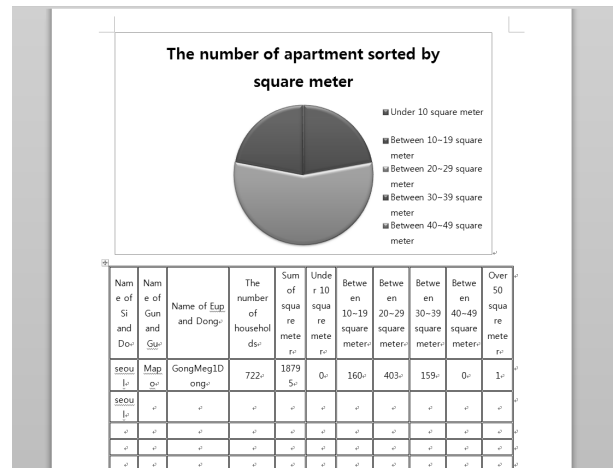 The number of apartment sorted by
square meter
Under 10 square meter
Between 10~19 square
meter
Between 20~29 square
meter
Between 30~39 square
meter
Between 40~49 square
meter
Nam
e of
Si
and
Do
Nam
e of
Gun
and
Gu
Name of Eup
and Dong
The
number
of
househol
ds
Sum
of
squa
re
mete
r
Unde
r 10
squa
re
mete
r
Betwe
en
10~19
square
meter
Betwe
en
20~29
square
meter
Betwe
en
30~39
square
meter
Betwe
en
40~49
square
meter
Over
50
squa
re
mete
r
seou
l
Map
o
GongMeg1D
ong
722
1879
5
0
160
403
159
0
1
seou
l